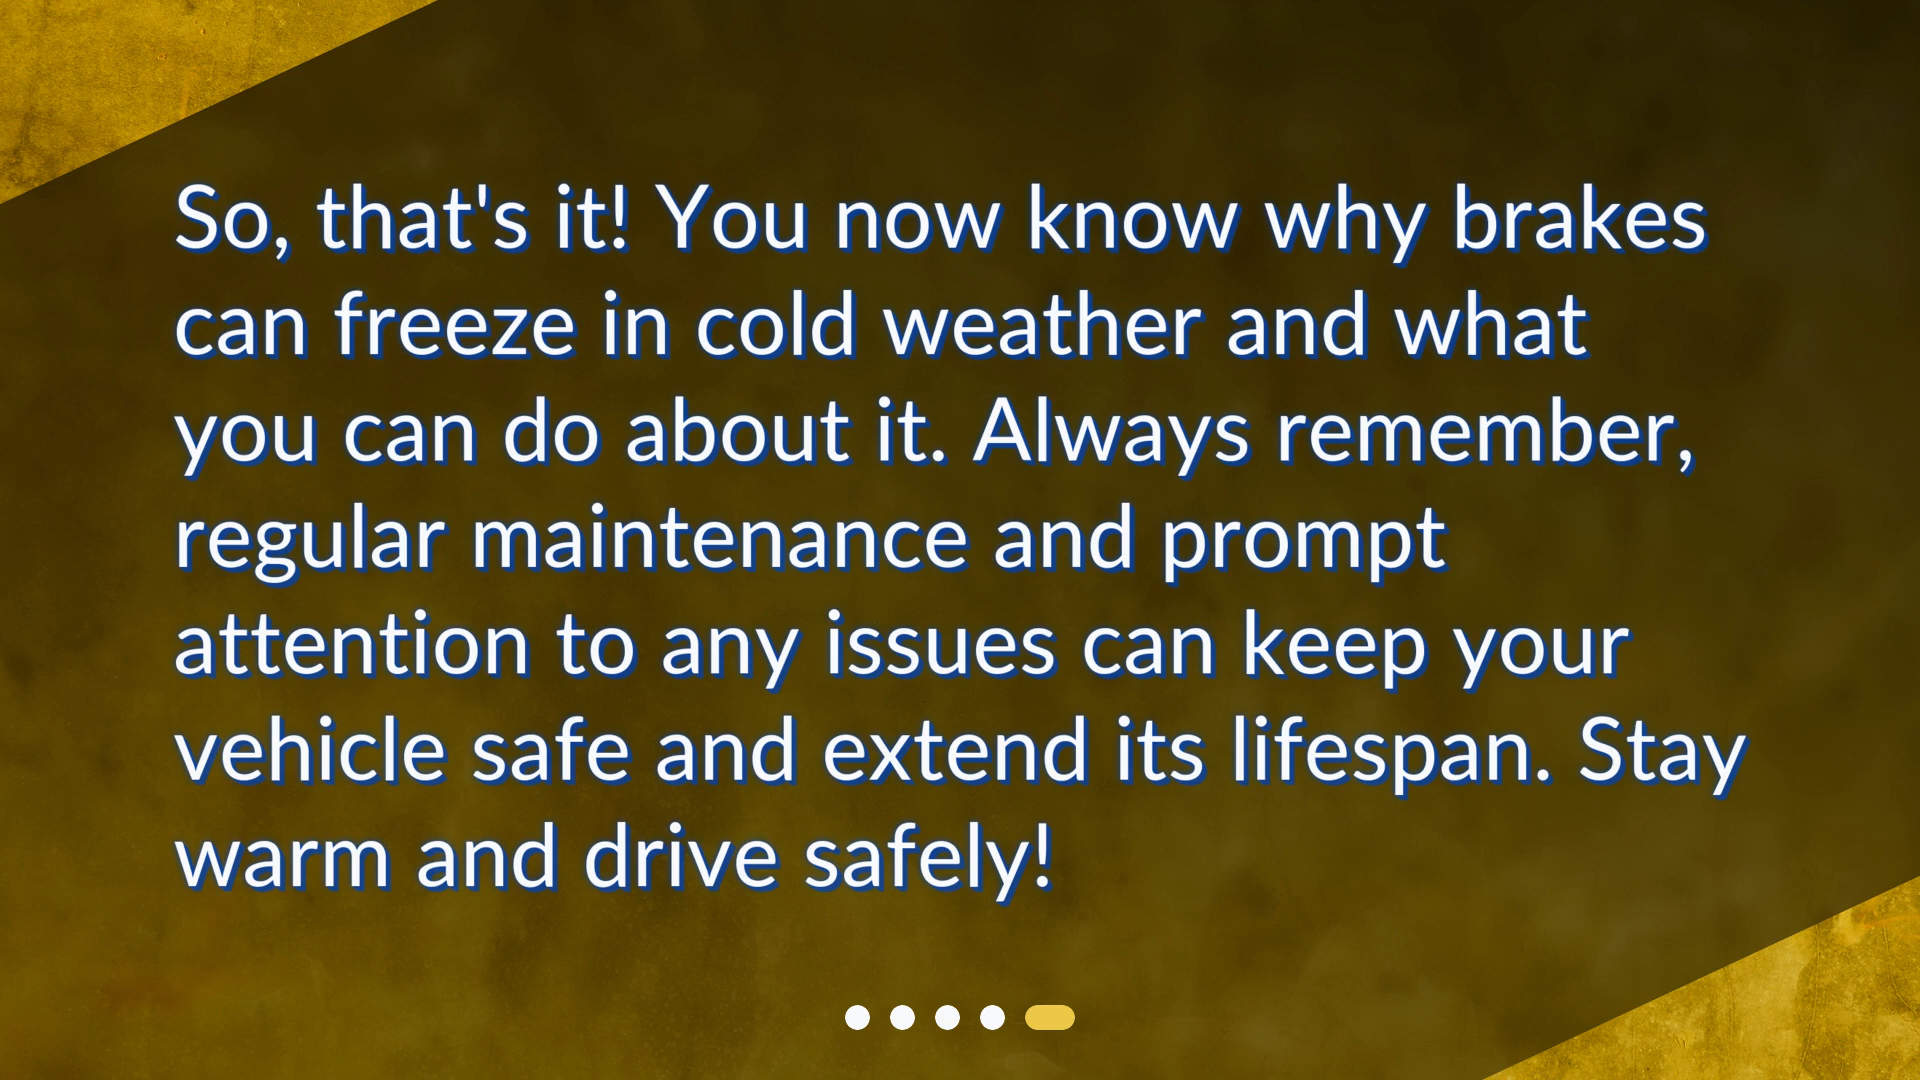 So, that's it! You now know why brakes
can freeze in cold weather and what
you can do about it. Always remember,
regular maintenance and prompt
attention to any issues can keep your
vehicle safe and extend its lifespan. Stay
warm and drive safely!